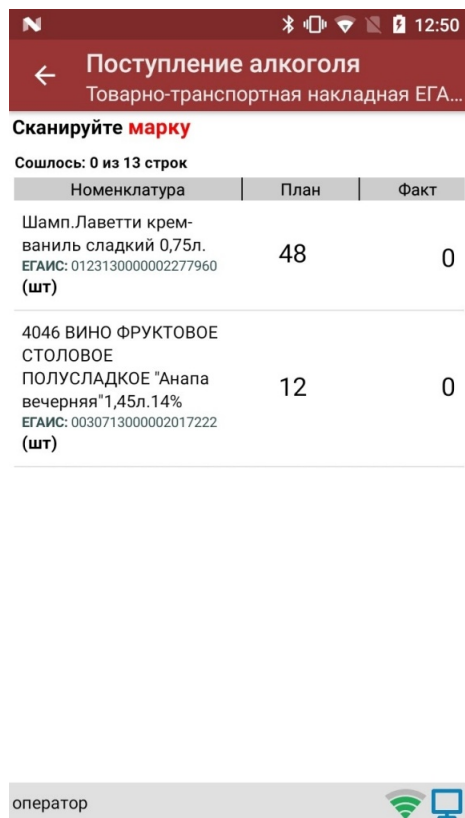 12:50
Поступление алкоголя
Товарно-транспортная накладная ЕГА...
Сканируйте марку
Сошлось: 0 из 13 строк
Номенклатура План Факт
Шамп.Лаветти крем-
ваниль сладкий 0,75л.
ЕГАИС: 0123130000002277960
(шт)
48 0
4046 ВИНО ФРУКТОВОЕ
СТОЛОВОЕ
ПОЛУСЛАДКОЕ "Анапа
вечерняя"1,45л.14%
ЕГАИС: 0030713000002017222
(шт)
12 0
оператор